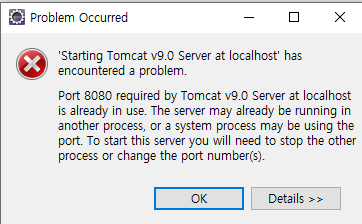 Problem Occurred
'Starting Tomcat v9.0 Server at localhost' has
encountered a problem.
Port 8080 required by Tomcat v9.0 Server at localhost
is already in use. The server may already be running in
another process, or a system process may be using the
port. To start this server you will need to stop the other
process or change the port number(s).
OK
Details >>